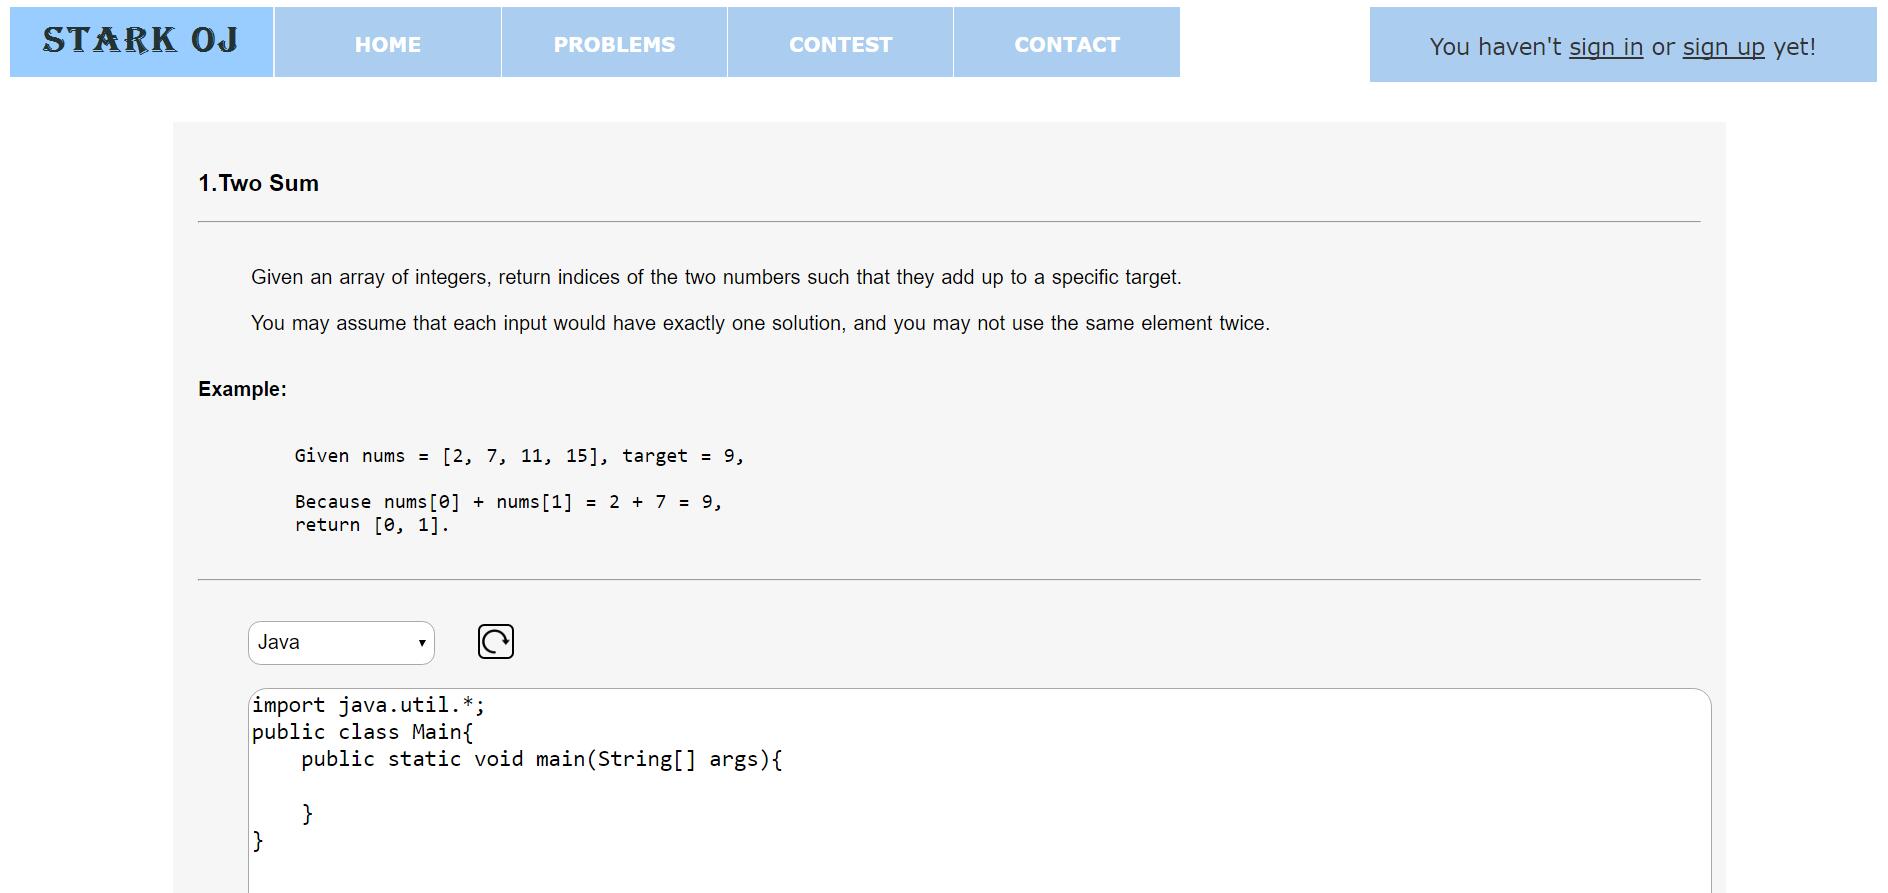 STARK OJ
HOME
PROBLEMS
CONTEST
CONTACT
You haven't sign in or sign up yet!
1.Two Sum
Given an array of integers, return indices of the two numbers such that they add up to a specific target.
You may assume that each input would have exactly one solution, and you may not use the same element twice.
Example:
Given nums = [2, 7, 11, 15], target = 9,
Because nums[0] + nums[1] = 2 + 7 = 9,
return [0, 1].
Java
import java.util.*;
public class Main{
    public static void main(String[] args){
    }
}